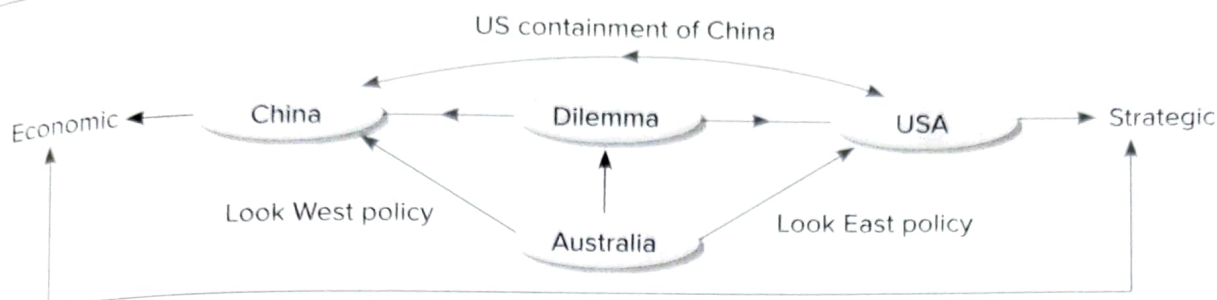 US containment of China
Economic
China
Dilemma
USA
Strategic
Look West policy
Australia
Look East policy